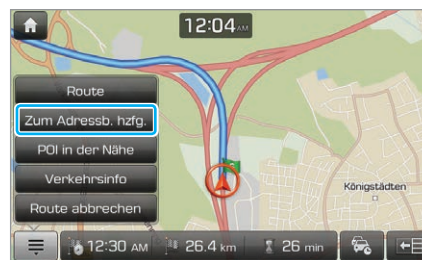 12:04 AM
Route
Zum Adressb. hzfg.
POI in der Nähe
Verkehrsinfo
Route abbrechen
Königstädten
12:30 AM 26.4 km 26 min